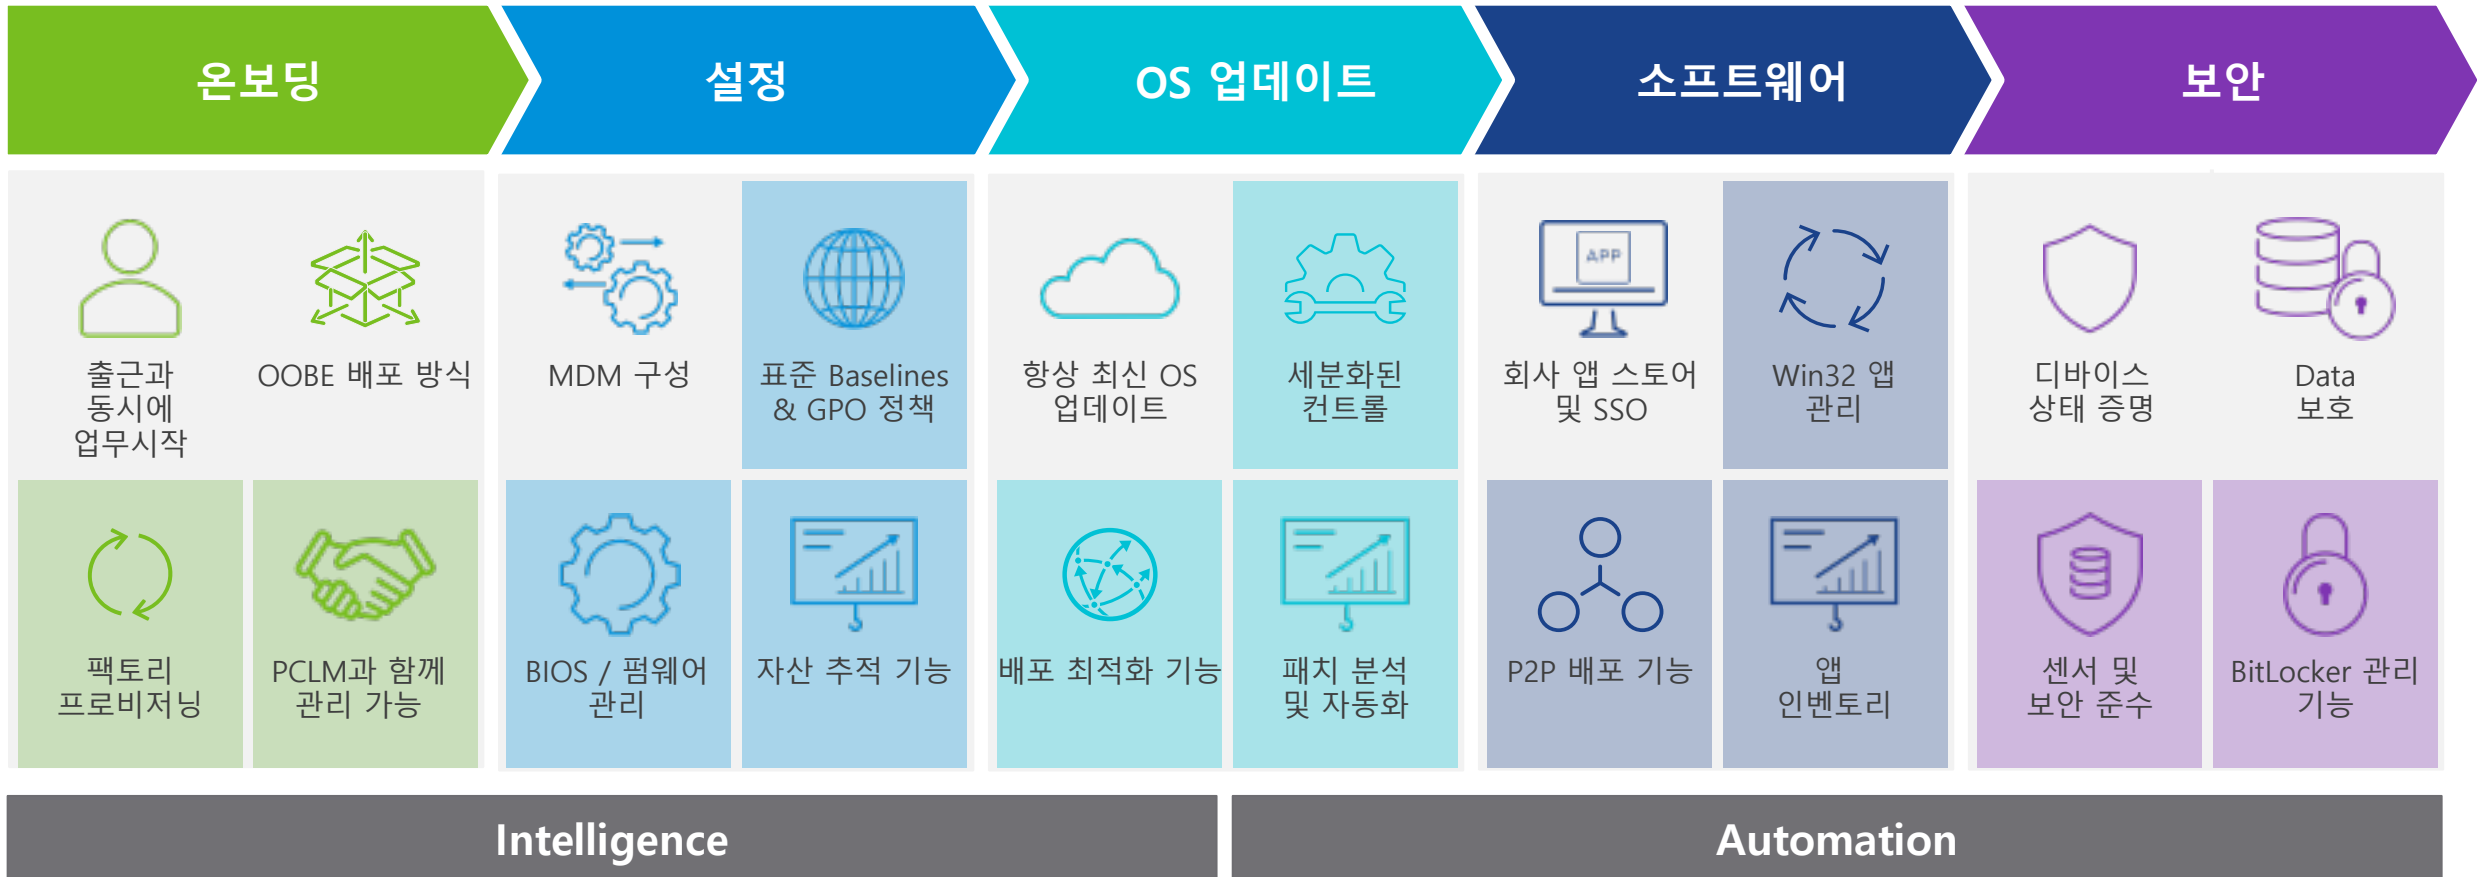 온보딩
설정
OS 업데이트
소프트웨어
보안
출근과
동시에
업무시작
OOBE 배포 방식
MDM 구성
표준 Baselines
& GPO 정책
항상 최신 OS
업데이트
세분화된
컨트롤
APP
회사 앱 스토어
및 SSO
Win32 앱
관리
디바이스
상태 증명
Data
보호
팩토리
프로비저닝
PCLM과 함께
관리 가능
BIOS / 펌웨어
관리
자산 추적 기능
배포 최적화 기능
패치 분석
및 자동화
P2P 배포 기능
앱
인벤토리
센서 및
보안 준수
BitLocker 관리
기능
Intelligence
Automation